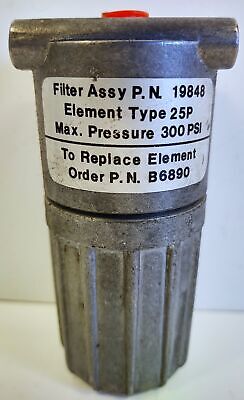 Filter Assy P.N. 19848
Element Type 25P
Max. Pressure 300 PSI
To Replace Element
Order P.N. B6890